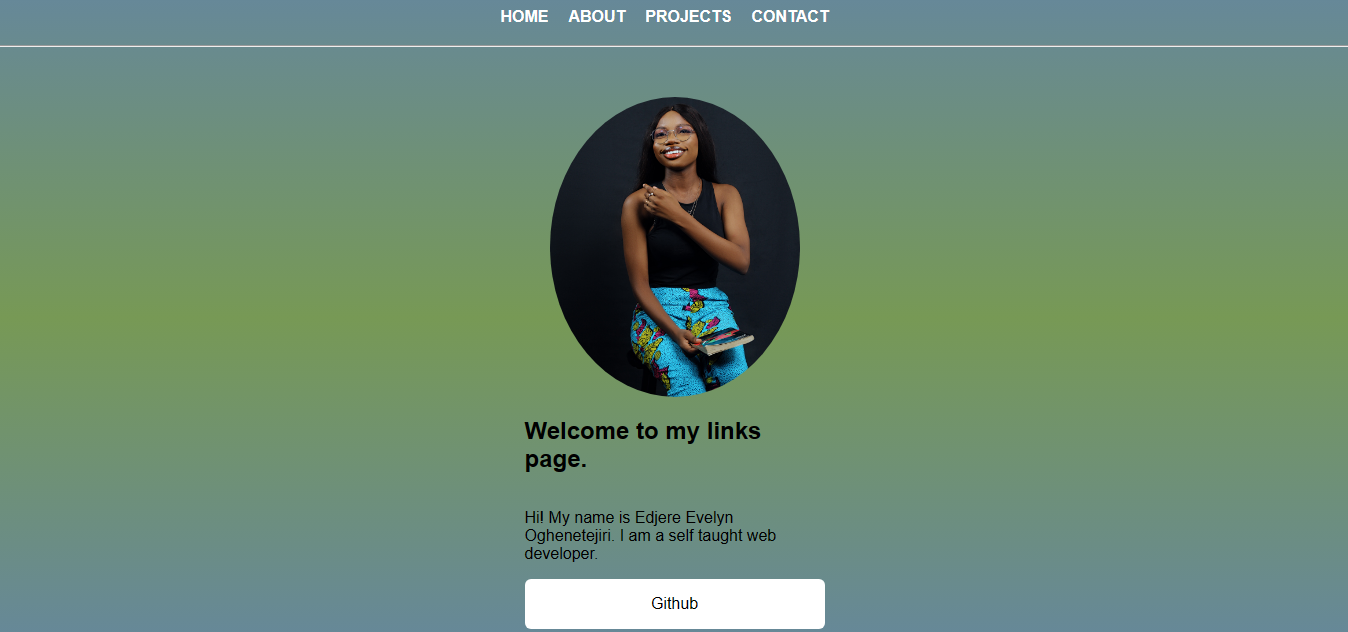 HOME ABOUT PROJECTS CONTACT
Welcome to my links
page.
Hi! My name is Edjere Evelyn
Oghenetejiri. I am a self taught web
developer.
Github